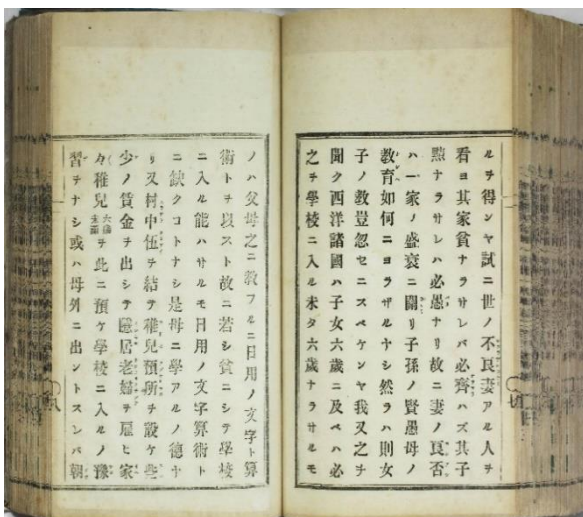 ルヲ得ンヤ試ニ世ノ不良妻アル人ヲ
看ヨ其家貧ナラサレバ必齊ハズ其子
黠ナラサレハ必愚ナリ故ニ妻ノ良否
ハ一家ノ盛衰ニ關リ子孫ノ賢愚母ノ
教育如何ニヨラザルヤシ然ラハ則女
子ノ教豈忽セニスベケンヤ我又之ヲ
聞ク西洋諸國ハ子女六歳ニ及ベハ必
之ヲ學校ニ入ル未タ六歳ナラサルモ
ノハ父母之ニ教フルニ日用ノ文字ト算
術トヲ以スト故ニ若シ貧ニシテ學校
ニ入ル能ハサルモ日用ノ文字算術ト
ニ缺クコトナシ是母ニ學アルノ德ナ
リ又村中伍ヲ結ヲ稚兒預所ヲ設ケ些
少ノ賃金ヲ出シテ隱居老婦ヲ雇ヒ家
々稚兒ヲ此ニ預ケ學校ニ入ルノ豫
習ヲナシ或ハ母外ニ出ントスレバ朝